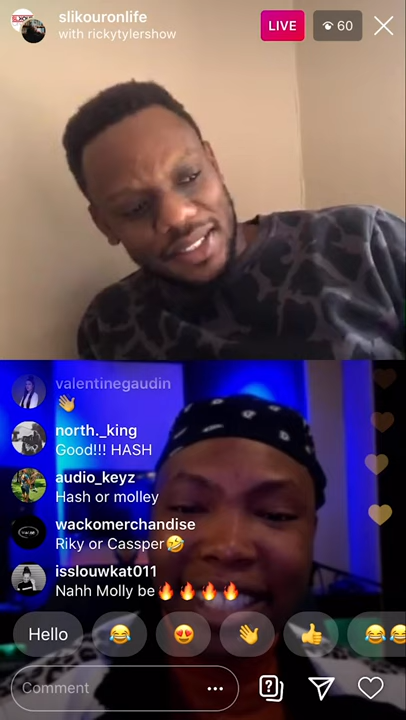 slikouronlife
with rickytylershow
LIVE
60
valentinegaudin
👋
north._king
Good!!! HASH
audio_keyz
Hash or molley
wackomerchandise
Riky or Cassper🤣
isslouwkat011
Nahh Molly be🔥🔥🔥🔥
Hello 😂 😍 👋 👍 😂😂
Comment